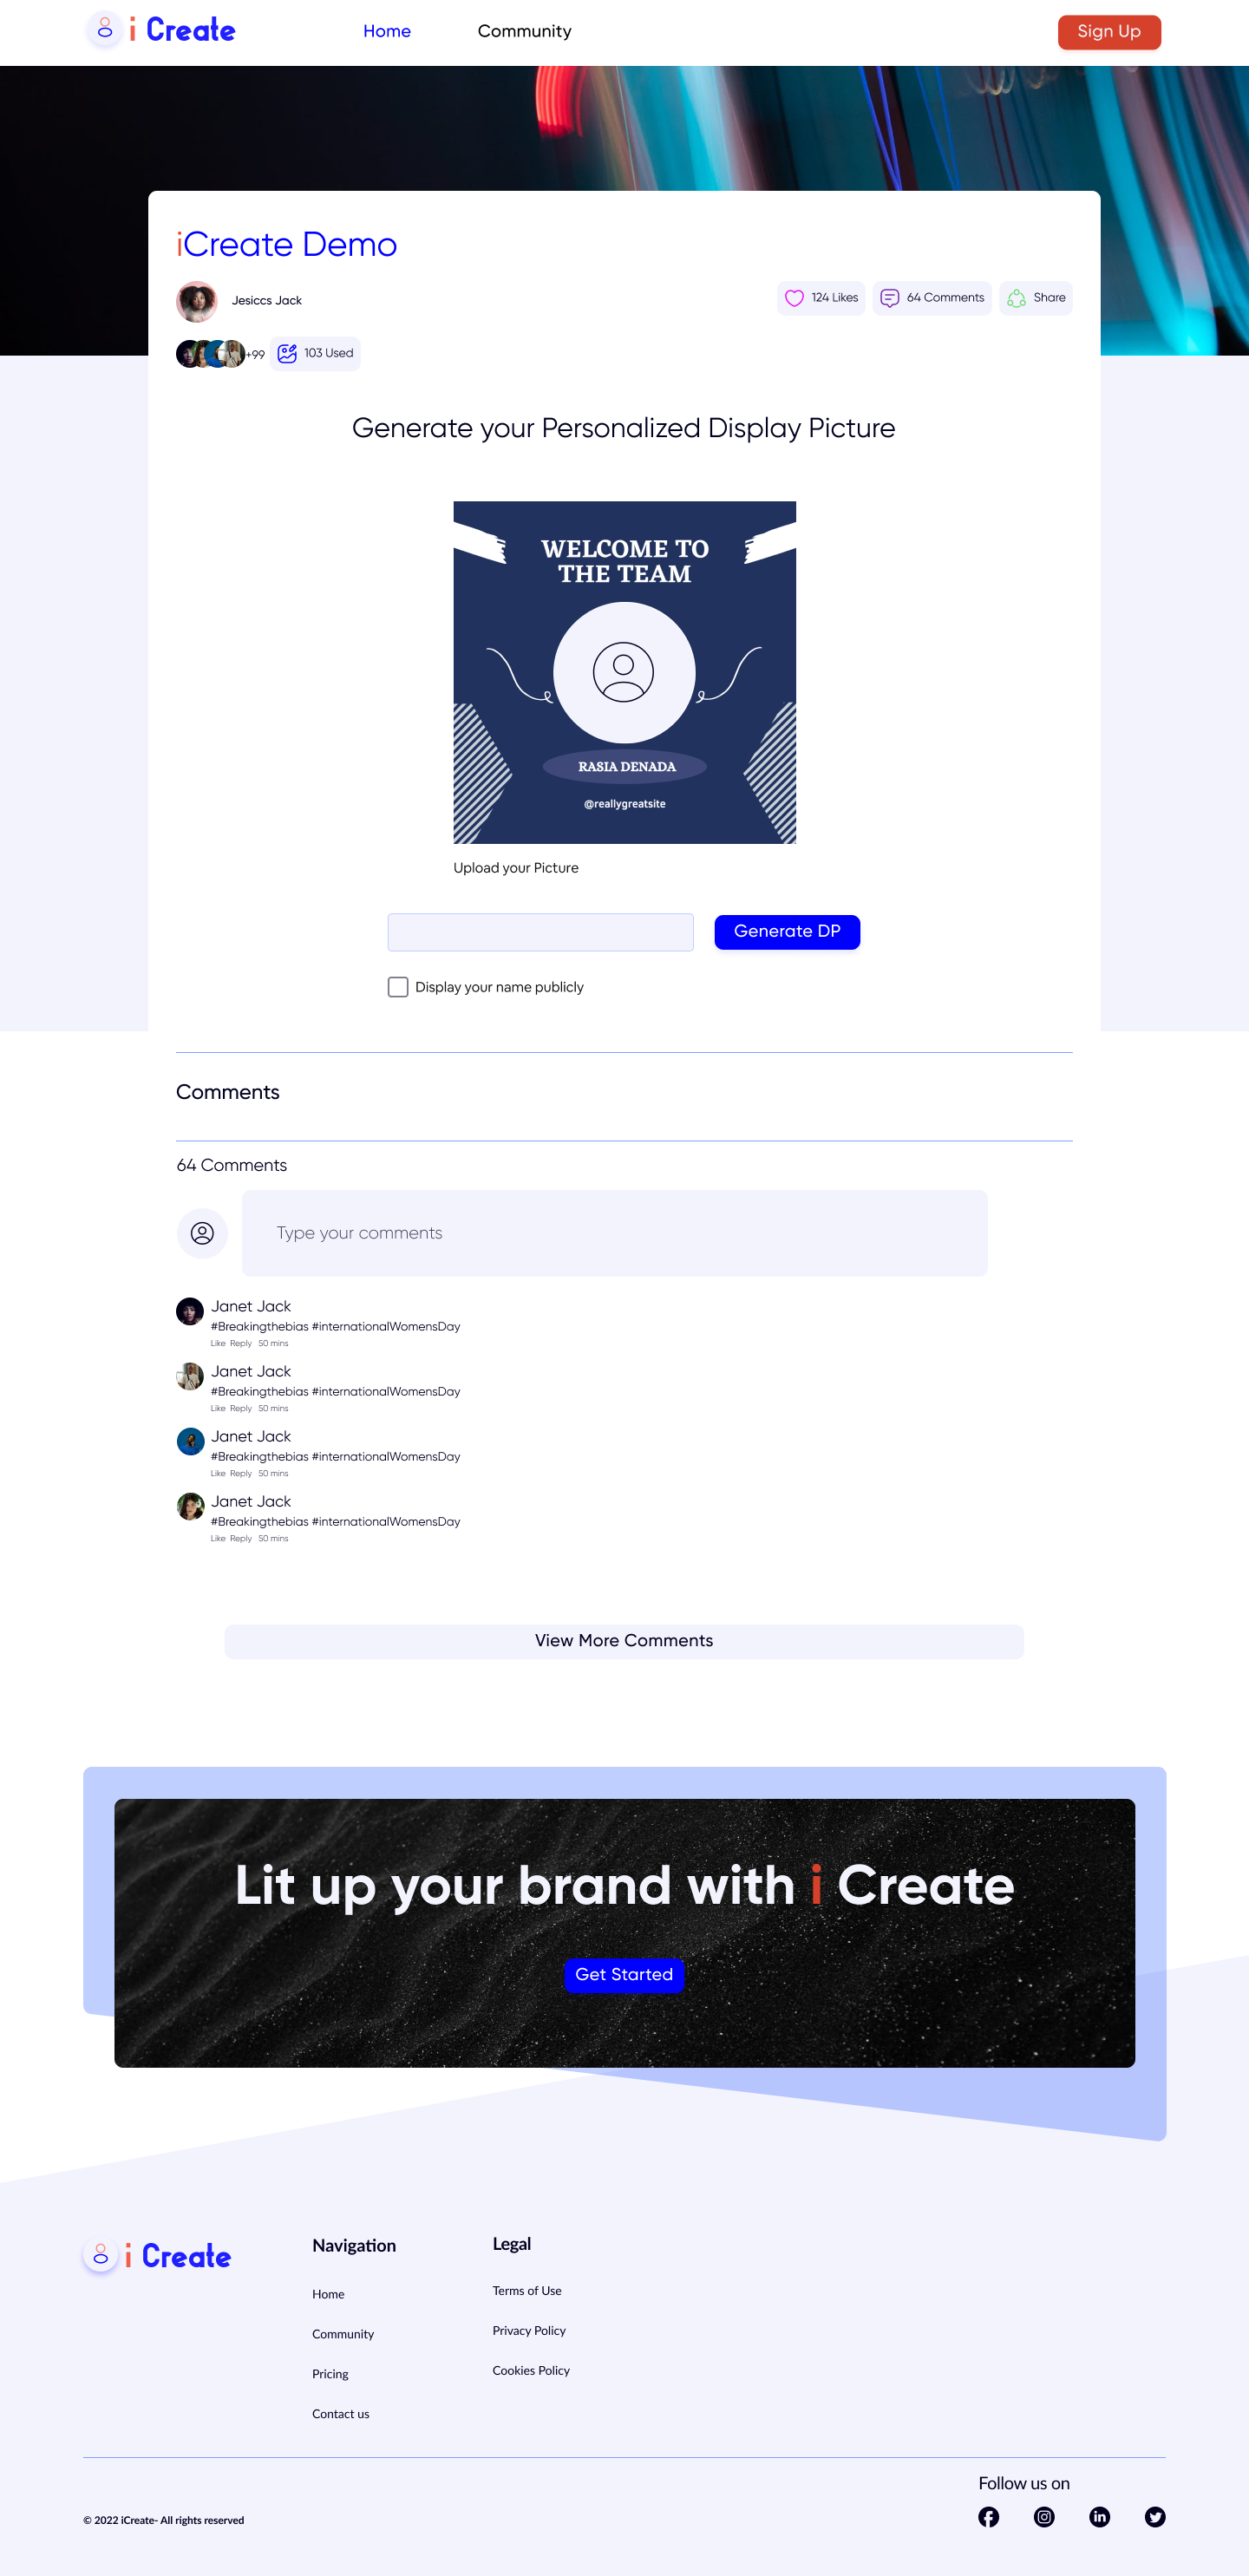 i Create
Home
Community
Sign Up
iCreate Demo
Jesiccs Jack
124 Likes
64 Comments
Share
+99
103 Used
Generate your Personalized Display Picture
WELCOME TO
THE TEAM
RASIA DENADA
@reallygreatsite
Upload your Picture
Generate DP
Display your name publicly
Comments
64 Comments
Type your comments
Janet Jack
#Breakingthebias #internationalWomensDay
Like Reply 50 mins
Janet Jack
#Breakingthebias #internationalWomensDay
Like Reply 50 mins
Janet Jack
#Breakingthebias #internationalWomensDay
Like Reply 50 mins
Janet Jack
#Breakingthebias #internationalWomensDay
Like Reply 50 mins
View More Comments
Lit up your brand with i Create
Get Started
i Create
Navigation
Home
Community
Pricing
Contact us
Legal
Terms of Use
Privacy Policy
Cookies Policy
Follow us on
© 2022 iCreate- All rights reserved